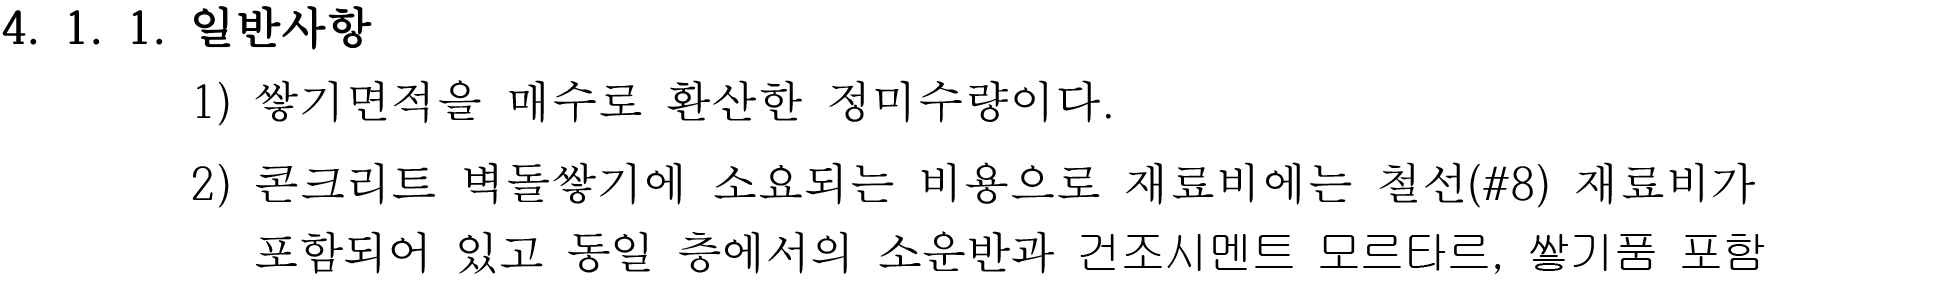 4. 1. 1. 일반사항
1) 쌓기면적을 매수로 환산한 정미수량이다.
2) 콘크리트 벽돌쌓기에 소요되는 비용으로 재료비에는 철선(#8) 재료비가
포함되어 있고 동일 층에서의 소운반과 건조시멘트 모르타르, 쌓기품 포함